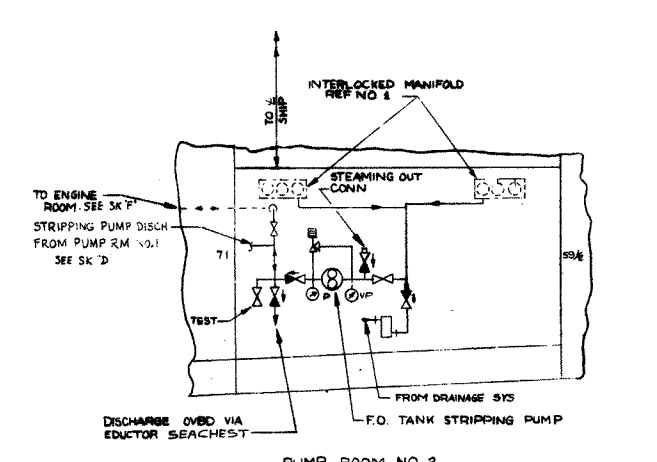 TO ℄
SHIP
INTERLOCKED MANIFOLD
REF NO 1
STEAMING OUT
CONN
TO ENGINE
ROOM. SEE SK "F"
STRIPPING PUMP DISCH
FROM PUMP RM NO.1
SEE SK "D"
71
59½
P
VP
TEST
FROM DRAINAGE SYS
DISCHARGE OVBD VIA
EDUCTOR SEACHEST
F.O. TANK STRIPPING PUMP
PUMP ROOM NO